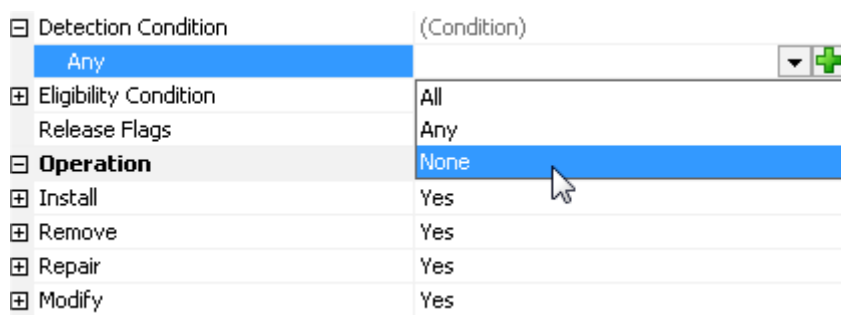 Detection Condition (Condition)
Any
Eligibility Condition All
Release Flags Any
Operation None
Install Yes
Remove Yes
Repair Yes
Modify Yes